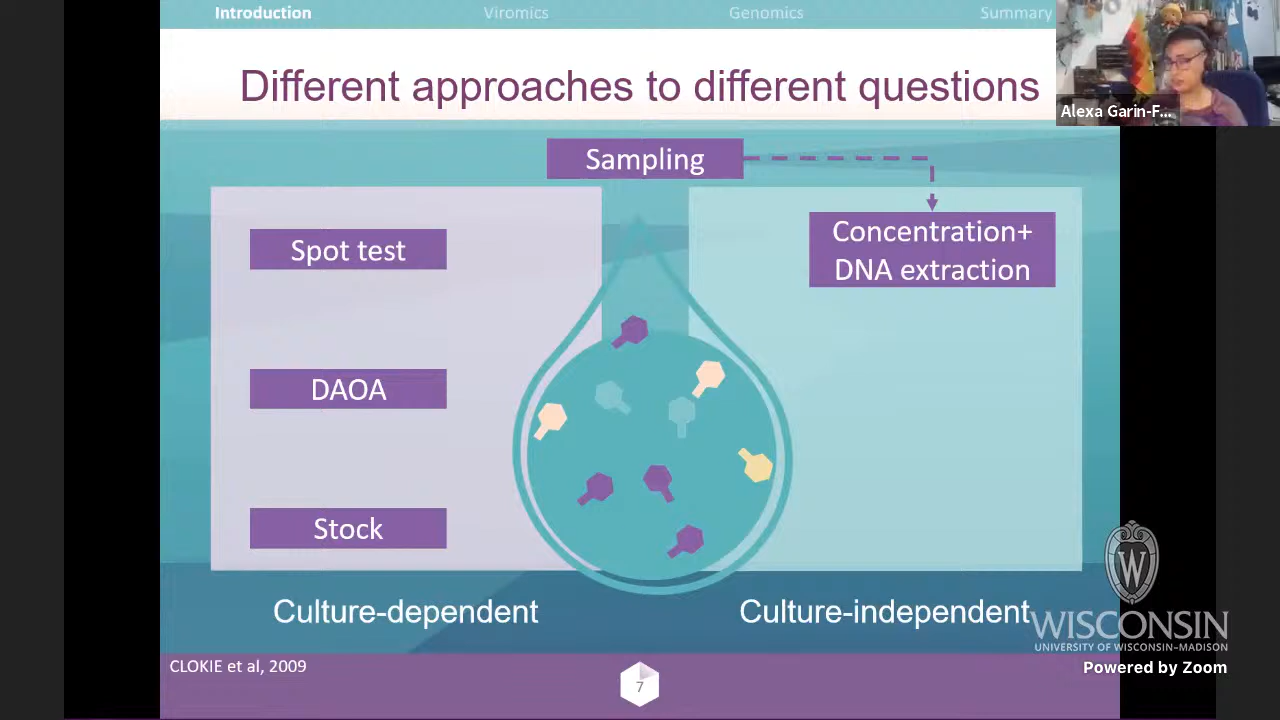 Introduction
Viromics
Genomics
Summary
Different approaches to different questions
Alexa Garin-F...
Sampling
Spot test
Concentration+
DNA extraction
DAOA
Stock
Culture-dependent
Culture-independent
W
WISCONSIN
UNIVERSITY OF WISCONSIN–MADISON
CLOKIE et al, 2009
7
Powered by Zoom